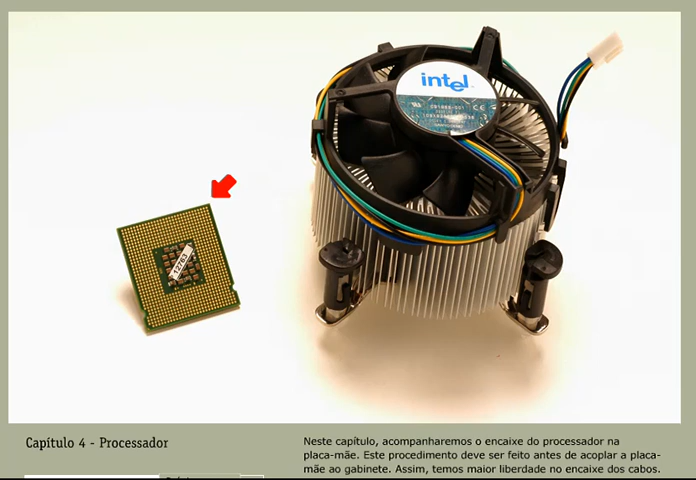 intel
12763
Capítulo 4 - Processador
Neste capítulo, acompanharemos o encaixe do processador na
placa-mãe. Este procedimento deve ser feito antes de acoplar a placa-
mãe ao gabinete. Assim, temos maior liberdade no encaixe dos cabos.